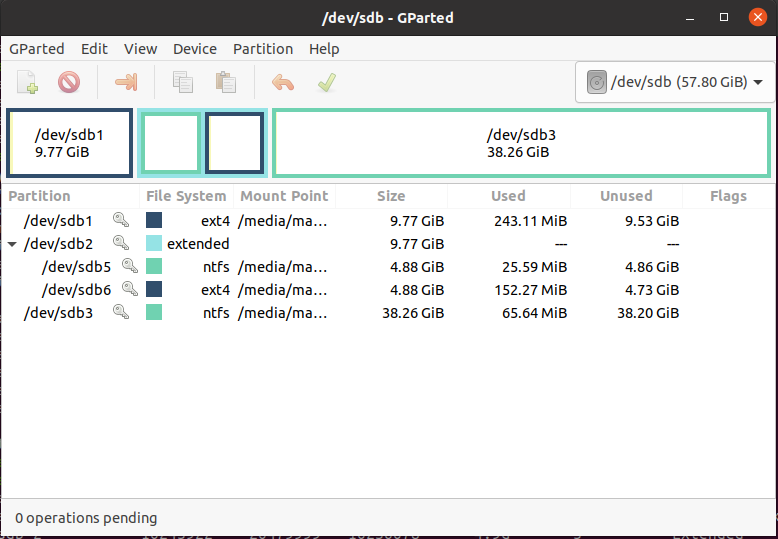 /dev/sdb - GParted
GParted Edit View Device Partition Help
/dev/sdb (57.80 GiB)
/dev/sdb1
9.77 GiB
/dev/sdb3
38.26 GiB
Partition File System Mount Point Size Used Unused Flags
/dev/sdb1 ext4 /media/ma... 9.77 GiB 243.11 MiB 9.53 GiB
/dev/sdb2 extended 9.77 GiB --- ---
/dev/sdb5 ntfs /media/ma... 4.88 GiB 25.59 MiB 4.86 GiB
/dev/sdb6 ext4 /media/ma... 4.88 GiB 152.27 MiB 4.73 GiB
/dev/sdb3 ntfs /media/ma... 38.26 GiB 65.64 MiB 38.20 GiB
0 operations pending